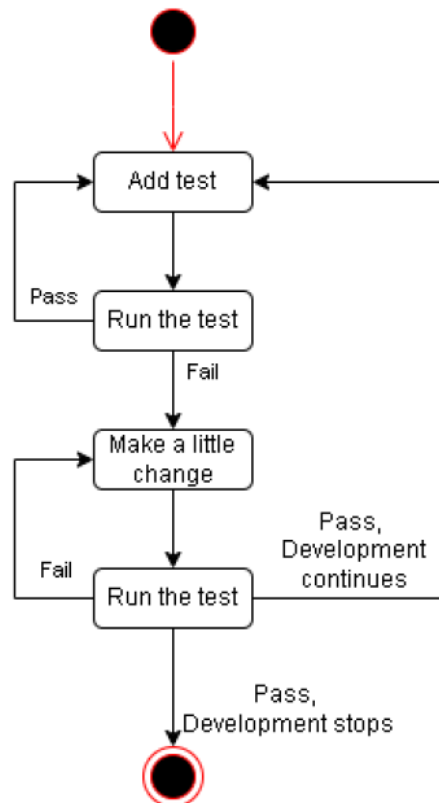 Add test
Pass
Run the test
Fail
Make a little
change
Pass,
Development
continues
Fail
Run the test
Pass,
Development stops